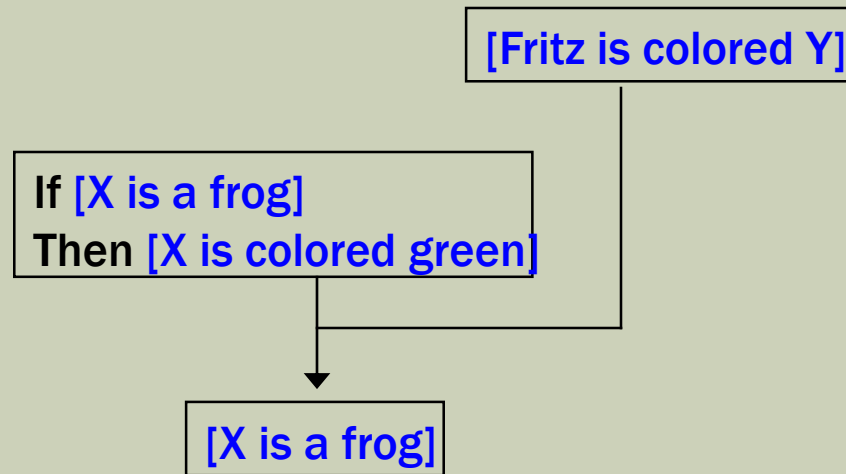 [Fritz is colored Y]
If [X is a frog]
Then [X is colored green]
[X is a frog]